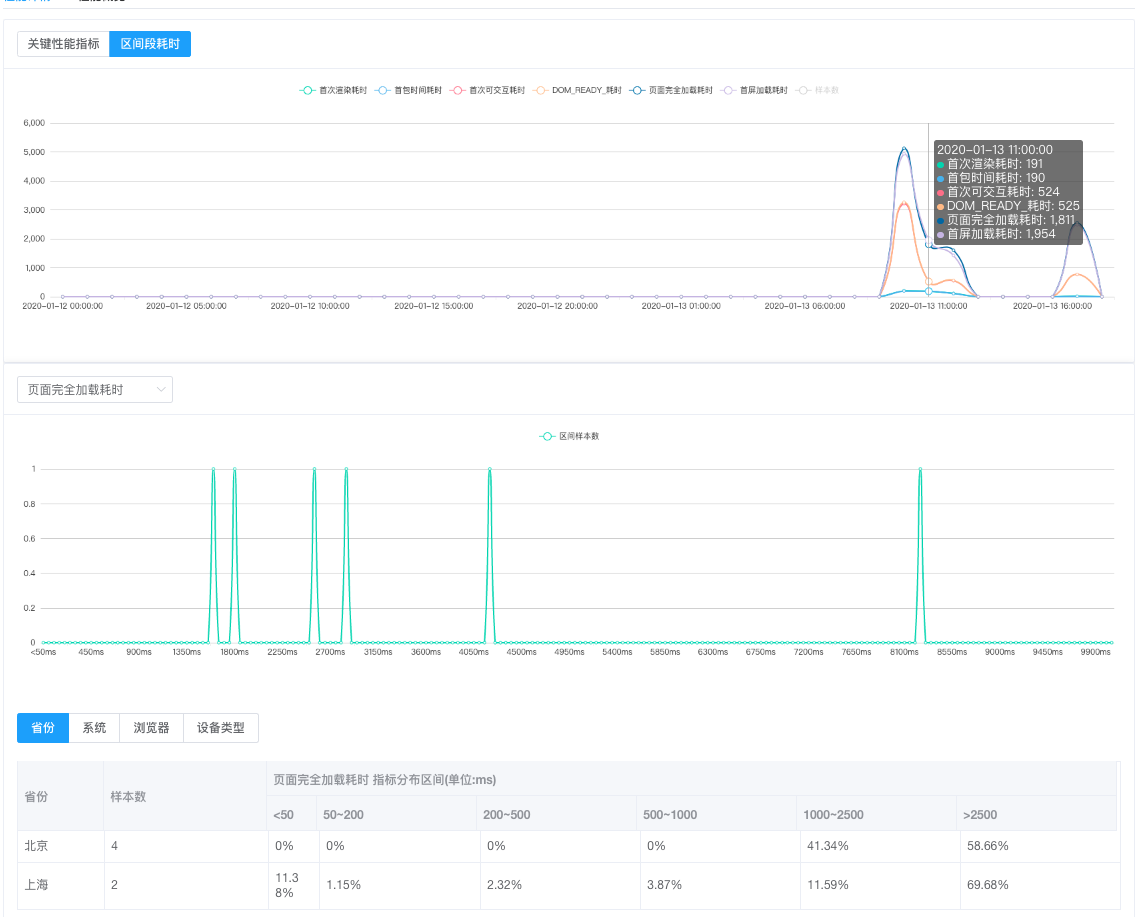 关键性能指标 区间段耗时
首次渲染耗时 首包时间耗时 首次可交互耗时 DOM_READY_耗时 页面完全加载耗时 首屏加载耗时 样本数
6,000
5,000
4,000
3,000
2,000
1,000
0
2020-01-13 11:00:00
首次渲染耗时: 191
首包时间耗时: 190
首次可交互耗时: 524
DOM_READY_耗时: 525
页面完全加载耗时: 1,811
首屏加载耗时: 1,954
2020-01-12 00:00:00 2020-01-12 05:00:00 2020-01-12 10:00:00 2020-01-12 15:00:00 2020-01-12 20:00:00 2020-01-13 01:00:00 2020-01-13 06:00:00 2020-01-13 11:00:00 2020-01-13 16:00:00
页面完全加载耗时
区间样本数
1
0.8
0.6
0.4
0.2
0
<50ms 450ms 900ms 1350ms 1800ms 2250ms 2700ms 3150ms 3600ms 4050ms 4500ms 4950ms 5400ms 5850ms 6300ms 6750ms 7200ms 7650ms 8100ms 8550ms 9000ms 9450ms 9900ms
省份 系统 浏览器 设备类型
省份 样本数 页面完全加载耗时 指标分布区间(单位:ms)
<50 50~200 200~500 500~1000 1000~2500 >2500
北京 4 0% 0% 0% 0% 41.34% 58.66%
上海 2 11.38% 1.15% 2.32% 3.87% 11.59% 69.68%